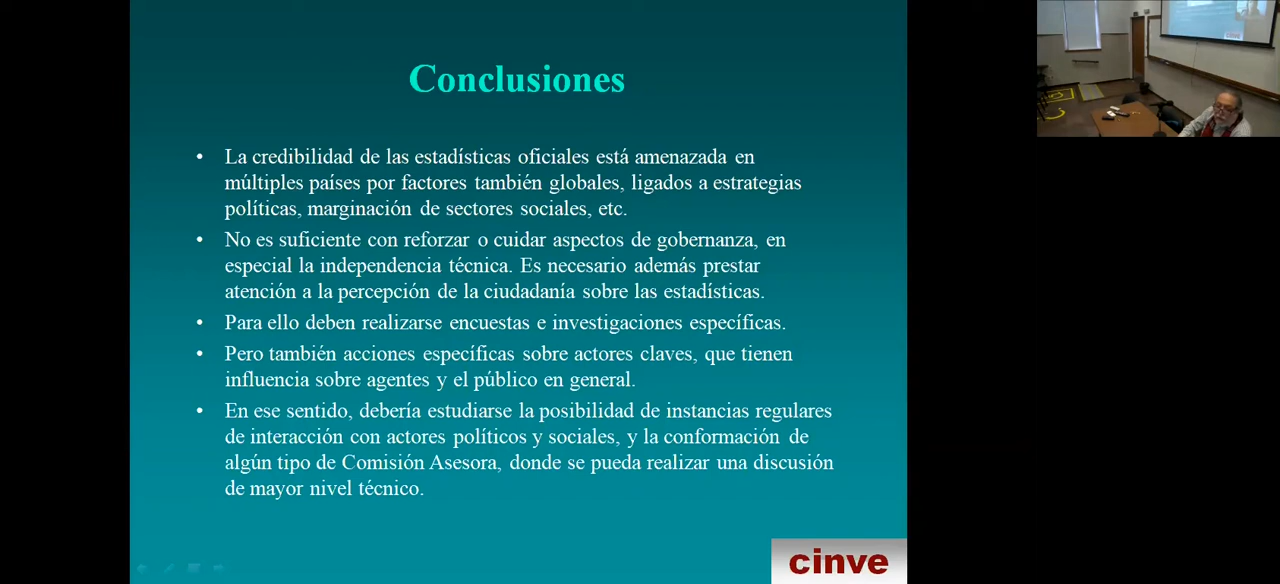 Conclusiones
• La credibilidad de las estadísticas oficiales está amenazada en
múltiples países por factores también globales, ligados a estrategias
políticas, marginación de sectores sociales, etc.
• No es suficiente con reforzar o cuidar aspectos de gobernanza, en
especial la independencia técnica. Es necesario además prestar
atención a la percepción de la ciudadanía sobre las estadísticas.
• Para ello deben realizarse encuestas e investigaciones específicas.
• Pero también acciones específicas sobre actores claves, que tienen
influencia sobre agentes y el público en general.
• En ese sentido, debería estudiarse la posibilidad de instancias regulares
de interacción con actores políticos y sociales, y la conformación de
algún tipo de Comisión Asesora, donde se pueda realizar una discusión
de mayor nivel técnico.
cinve